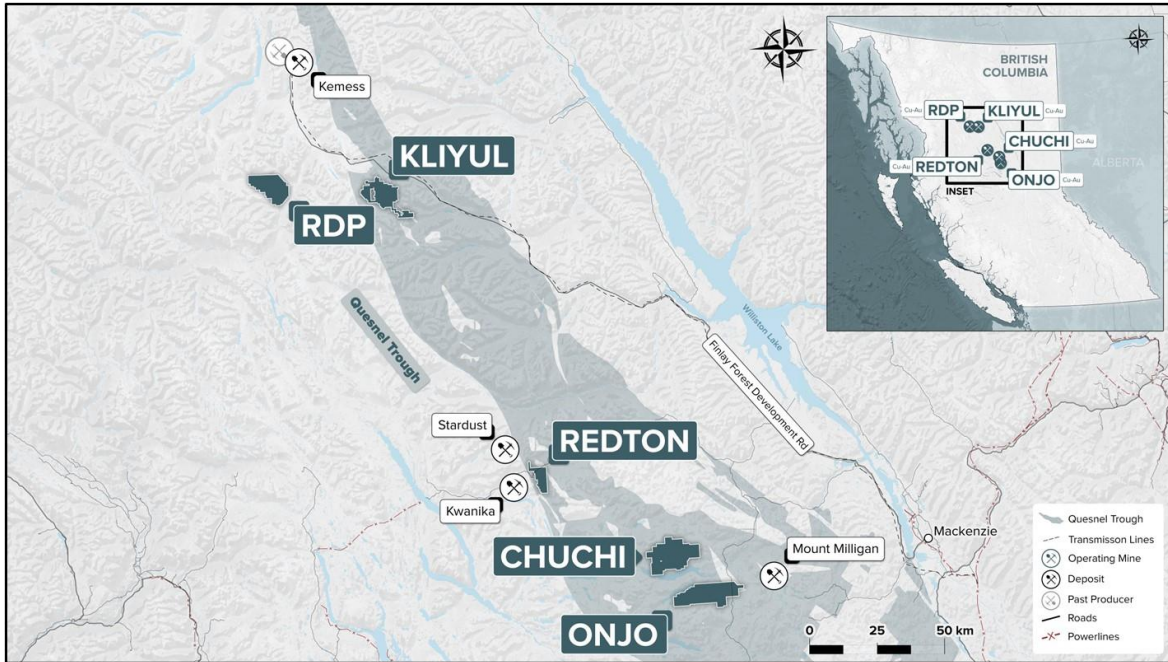 Kemess
KLIYUL
RDP
Quesnel Trough
Williston Lake
Finlay Forest Development Rd
Stardust
REDTON
Kwanika
CHUCHI
Mount Milligan
Mackenzie
ONJO
0 25 50 km
BRITISH
COLUMBIA
Cu-Au RDP KLIYUL Cu-Au
CHUCHI Cu-Au
ALBERTA
Cu-Au REDTON
ONJO Cu-Au
INSET
Quesnel Trough
Transmisson Lines
Operating Mine
Deposit
Past Producer
Roads
Powerlines